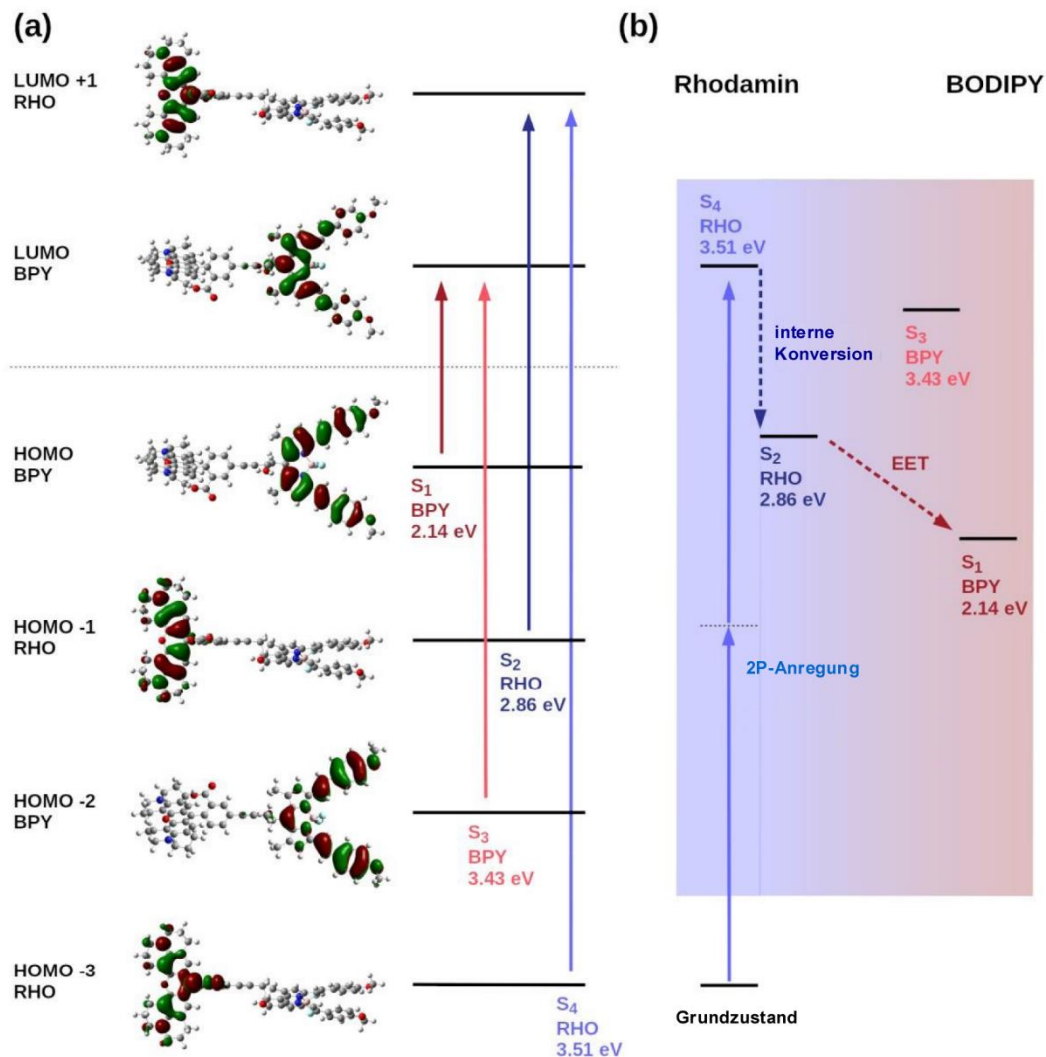 (a)
LUMO +1
RHO
LUMO
BPY
HOMO
BPY
S1
BPY
2.14 eV
HOMO -1
RHO
S2
RHO
2.86 eV
HOMO -2
BPY
S3
BPY
3.43 eV
HOMO -3
RHO
S4
RHO
3.51 eV
(b)
Rhodamin
BODIPY
S4
RHO
3.51 eV
interne
Konversion
S3
BPY
3.43 eV
S2
RHO
2.86 eV
EET
S1
BPY
2.14 eV
2P-Anregung
Grundzustand